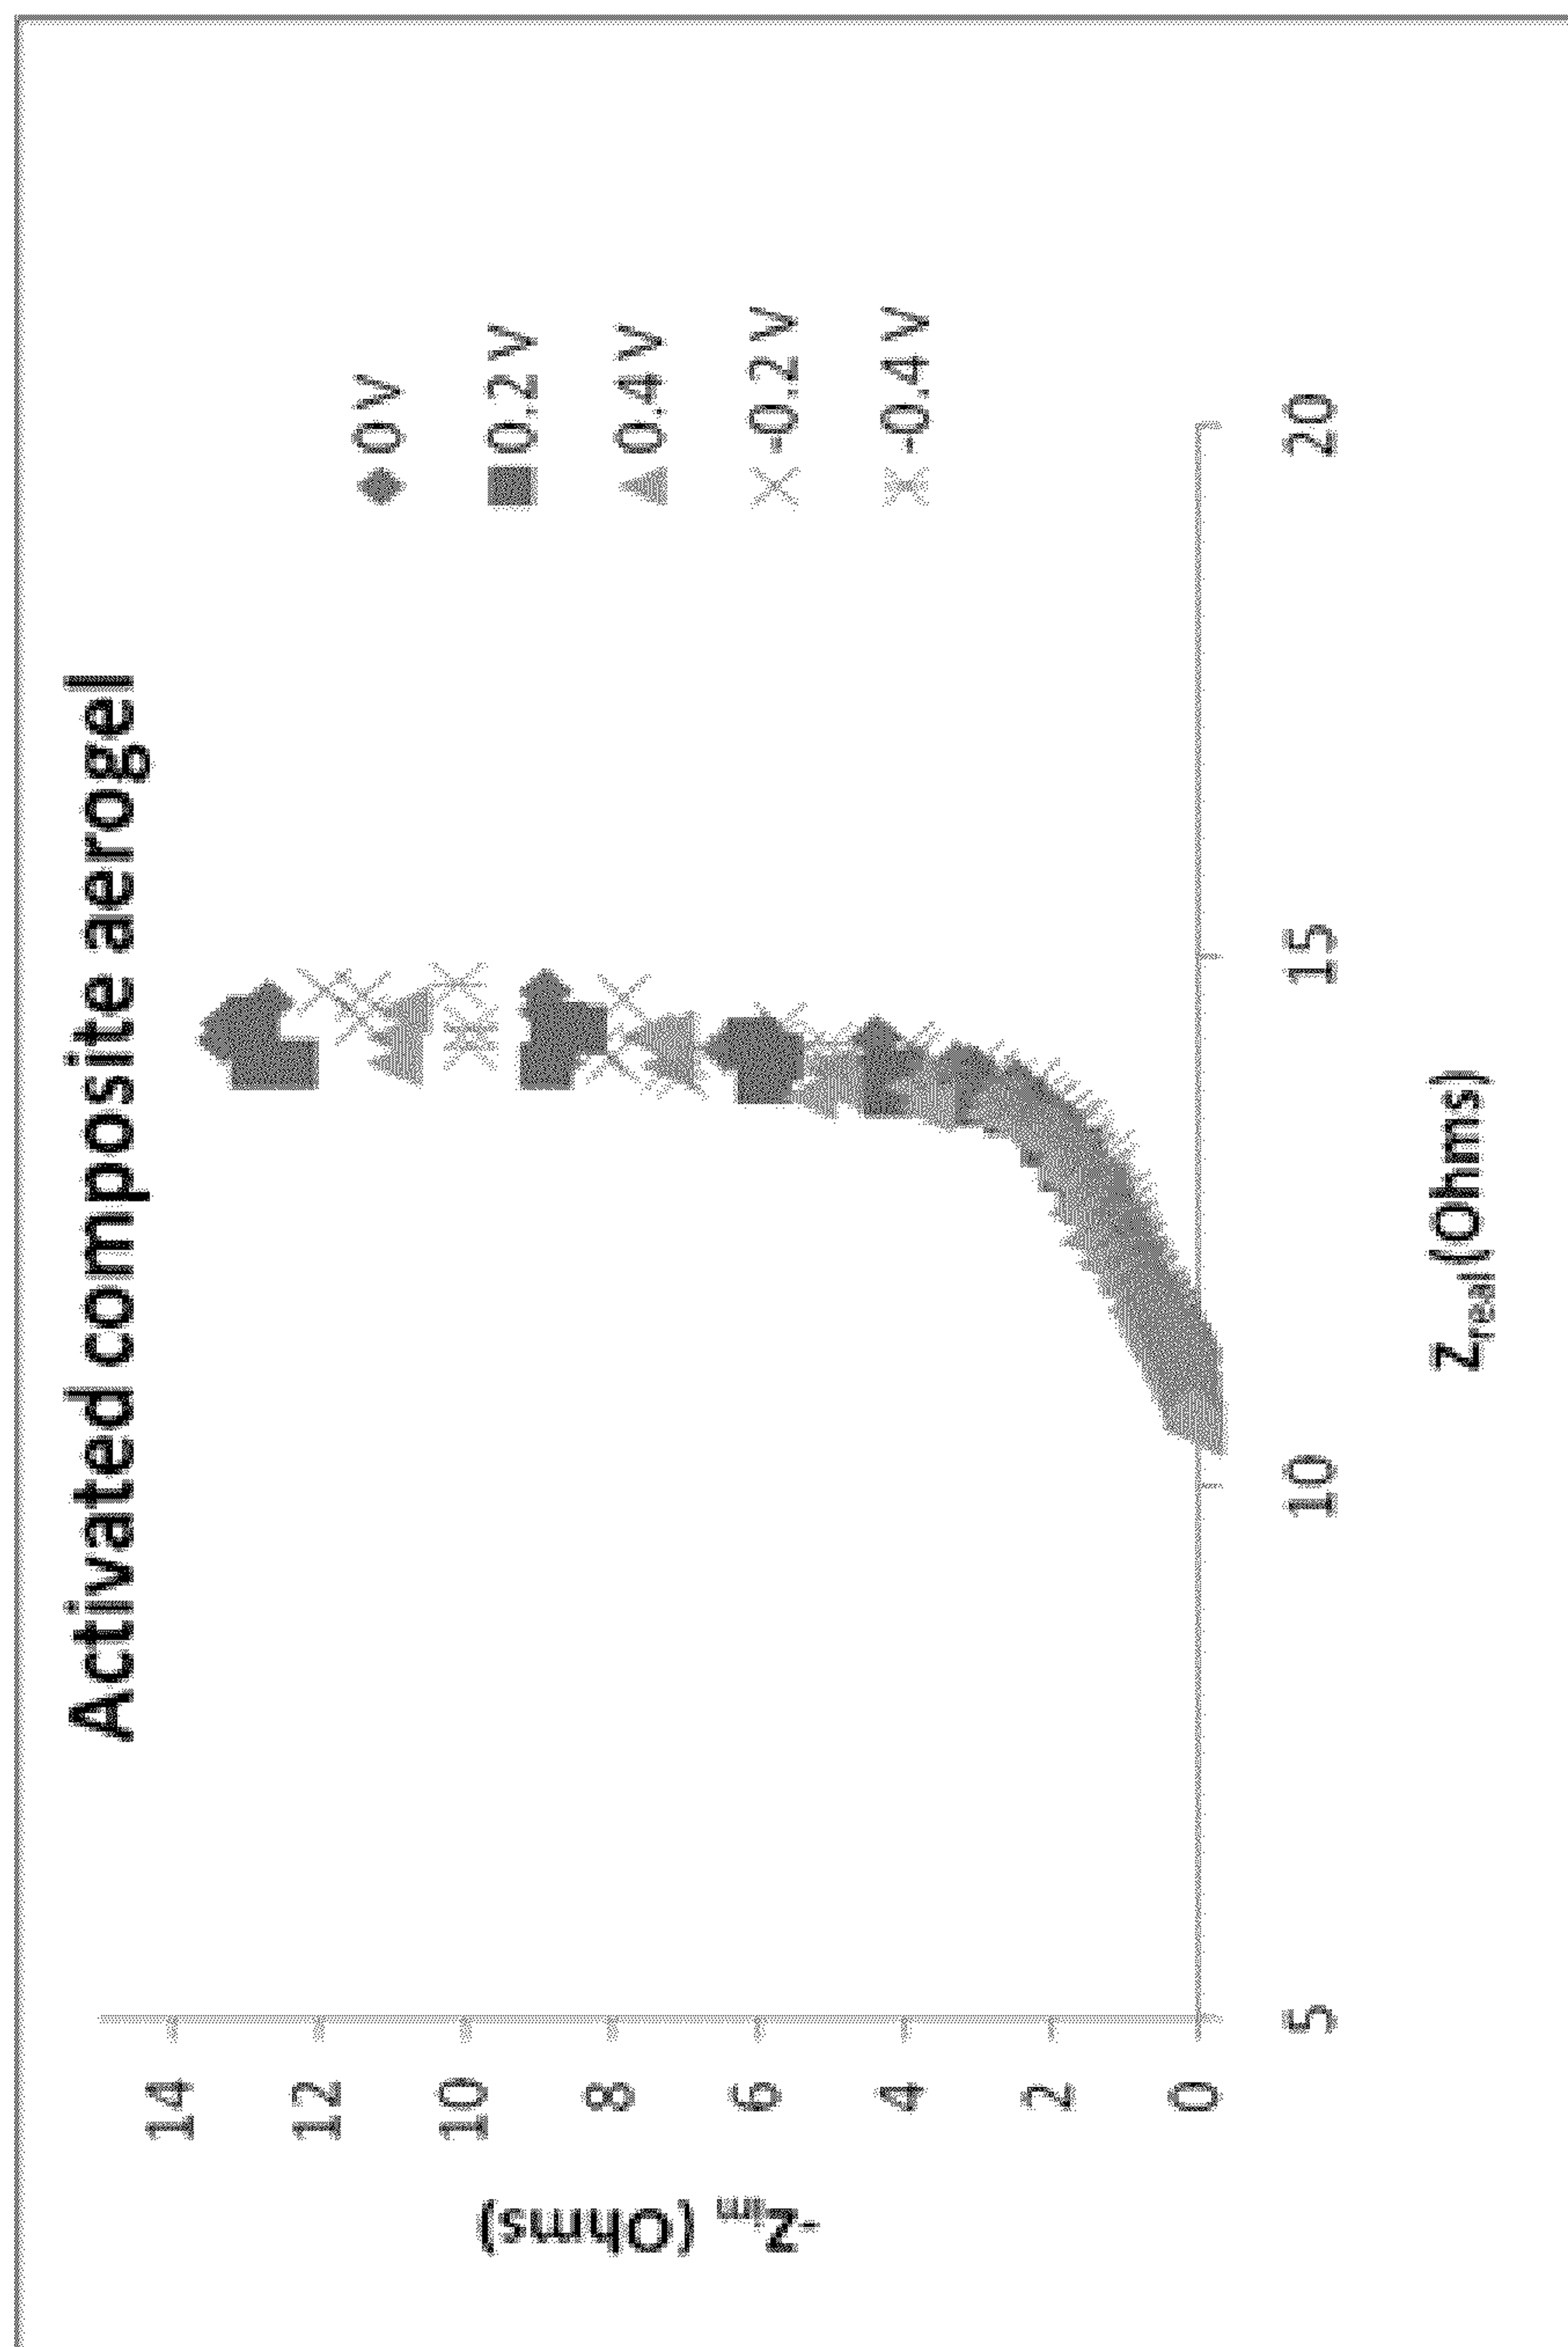 Activated composite aerogel
0 V
0.2 V
0.4 V
-0.2 V
-0.4 V
14
12
10
8
6
4
2
0
-Zim (Ohms)
5
10
15
20
Zreal (Ohms)